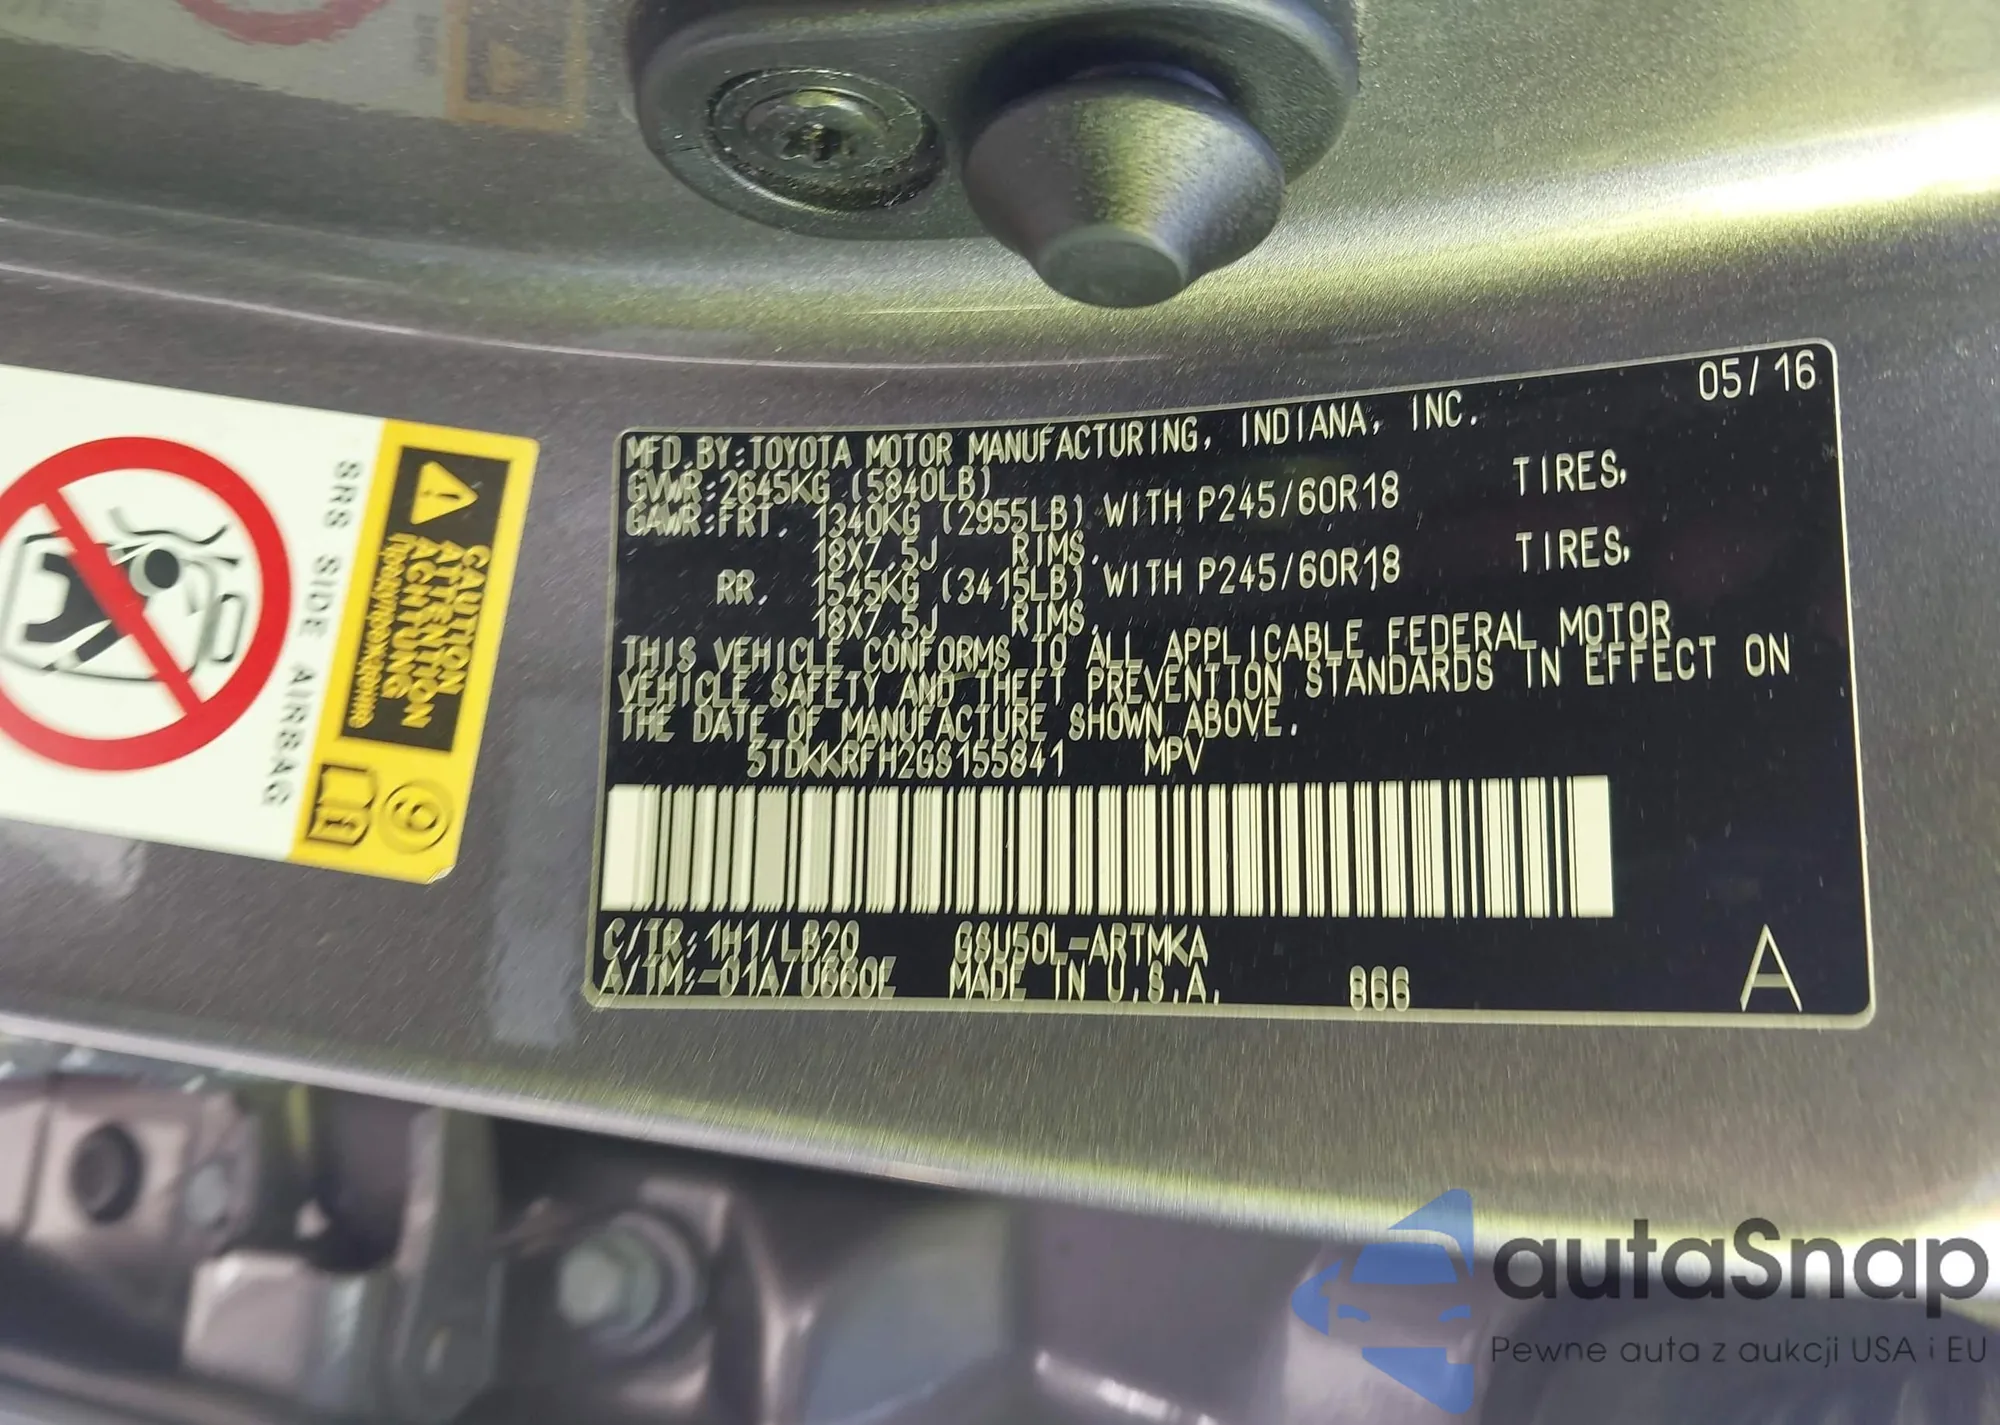 05/16
MFD.BY:TOYOTA MOTOR MANUFACTURING, INDIANA, INC.
GVWR:2645KG (5840LB)
GAWR:FRT. 1340KG (2955LB) WITH P245/60R18 TIRES,
18X7.5J RIMS.
RR. 1545KG (3415LB) WITH P245/60R18 TIRES,
18X7.5J RIMS.
THIS VEHICLE CONFORMS TO ALL APPLICABLE FEDERAL MOTOR
VEHICLE SAFETY AND THEFT PREVENTION STANDARDS IN EFFECT ON
THE DATE OF MANUFACTURE SHOWN ABOVE.
5TDKKRFH2GS155841 MPV
C/TR:1H1/LB20 GSU50L-ARTMKA
A/TM:-01A/U660E MADE IN U.S.A. 866
A
SRS SIDE AIRBAG
CAUTION
ATTENTION
ACHTUNG
Предупреждение
autaSnap
Pewne auta z aukcji USA i EU